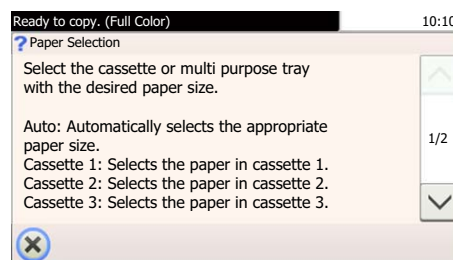 Ready to copy. (Full Color) 10:10
? Paper Selection
Select the cassette or multi purpose tray
with the desired paper size.
Auto: Automatically selects the appropriate
paper size.
Cassette 1: Selects the paper in cassette 1.
Cassette 2: Selects the paper in cassette 2.
Cassette 3: Selects the paper in cassette 3.
1/2